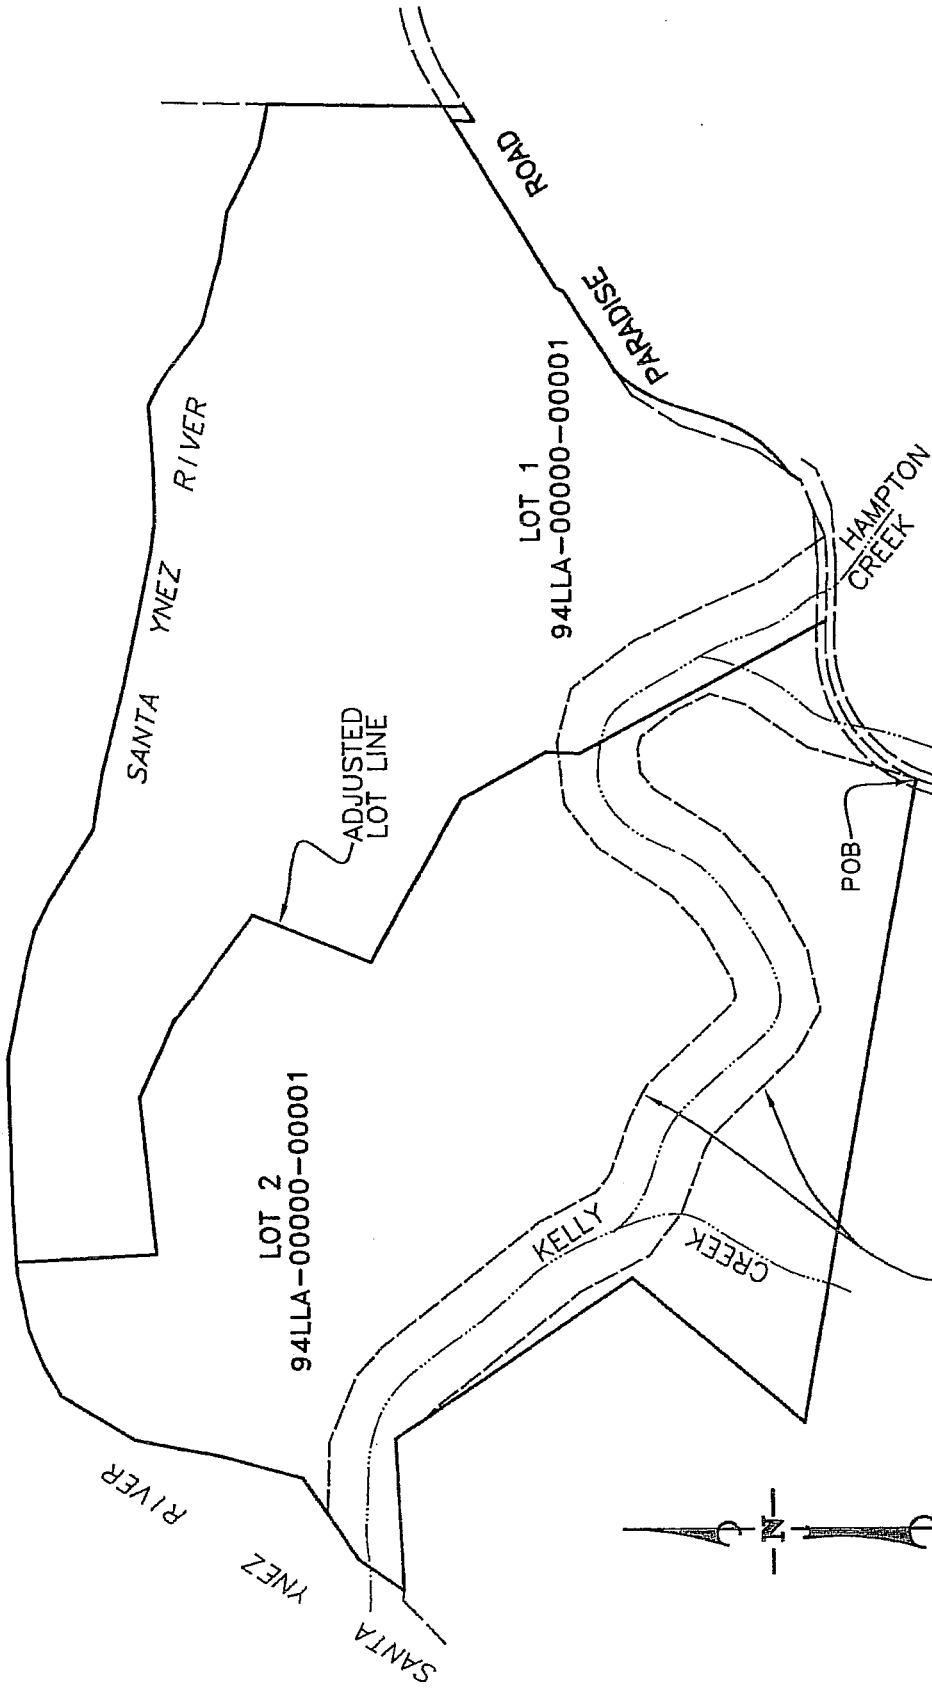 SANTA YNEZ RIVER
ROAD
PARADISE
LOT 1
94LLA-00000-00001
HAMPTON
CREEK
ADJUSTED
LOT LINE
POB
LOT 2
94LLA-00000-00001
KELLY
CREEK
RIVER
YNEZ
SANTA
N